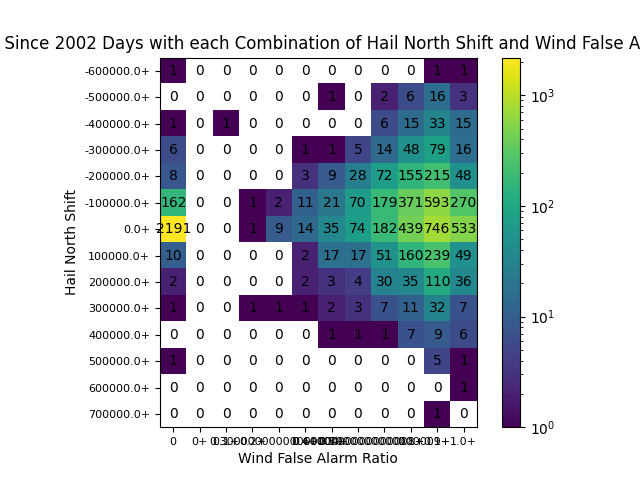 Since 2002 Days with each Combination of Hail North Shift and Wind False A
-600000.0+ 1 0 0 0 0 0 0 0 0 0 1 1
-500000.0+ 0 0 0 0 0 0 1 0 2 6 16 3
-400000.0+ 1 0 1 0 0 0 0 0 6 15 33 15
-300000.0+ 6 0 0 0 0 1 1 5 14 48 79 16
-200000.0+ 8 0 0 0 0 3 9 28 72 155 215 48
-100000.0+ 162 0 0 1 2 11 21 70 179 371 593 270
0.0+ 2191 0 0 1 9 14 35 74 182 439 746 533
100000.0+ 10 0 0 0 0 2 17 17 51 160 239 49
200000.0+ 2 0 0 0 0 2 3 4 30 35 110 36
300000.0+ 1 0 0 1 1 1 2 3 7 11 32 7
400000.0+ 0 0 0 0 0 0 1 1 1 7 9 6
500000.0+ 1 0 0 0 0 0 0 0 0 0 5 1
600000.0+ 0 0 0 0 0 0 0 0 0 0 0 1
700000.0+ 0 0 0 0 0 0 0 0 0 0 1 0
0 0+ 1.0+
Wind False Alarm Ratio
Hail North Shift
10³
10²
10¹
10⁰